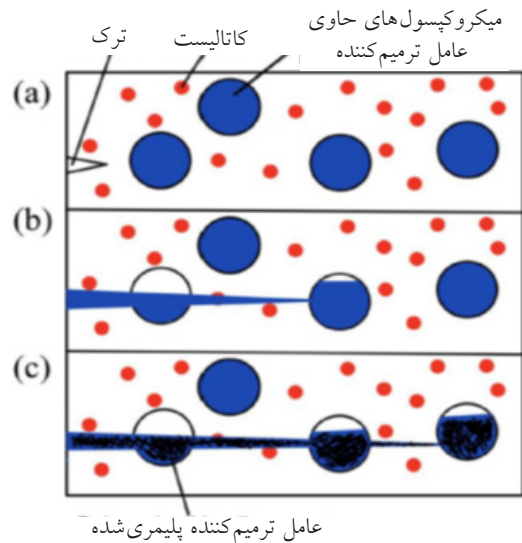 میکروکپسول‌های حاوی
عامل ترمیم‌کننده
کاتالیست
ترک
(a)
(b)
(c)
عامل ترمیم‌کننده پلیمری‌شده